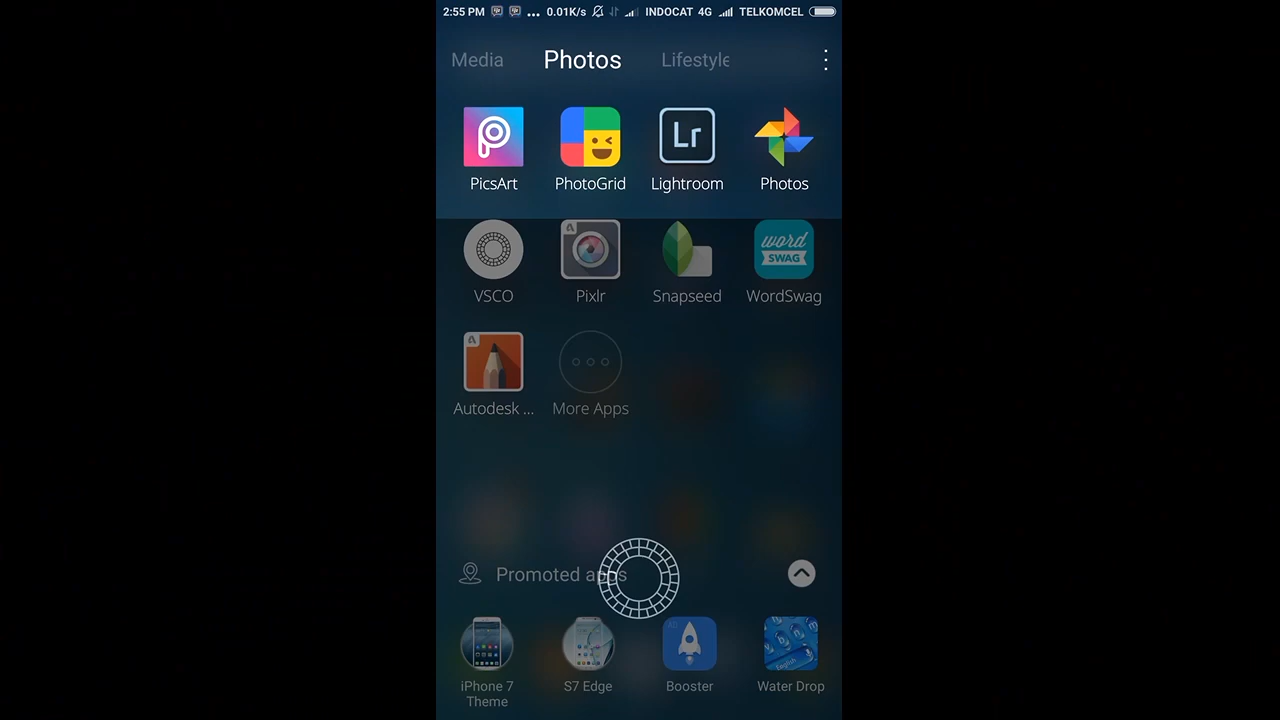 2:55 PM ... 0.01K/s INDOCAT 4G TELKOMCEL
Media Photos Lifestyle
Lr
PicsArt PhotoGrid Lightroom Photos
word
SWAG
VSCO Pixlr Snapseed WordSwag
Autodesk ... More Apps
Promoted apps
iPhone 7
Theme
S7 Edge Booster Water Drop